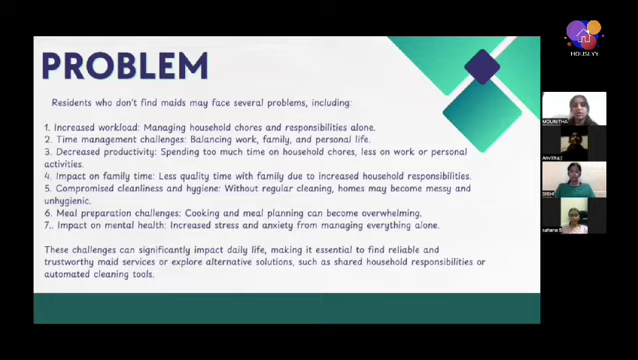 PROBLEM
Residents who don't find maids may face several problems, including:
1. Increased workload: Managing household chores and responsibilities alone.
2. Time management challenges: Balancing work, family, and personal life.
3. Decreased productivity: Spending too much time on household chores, less on work or personal
activities.
4. Impact on family time: Less quality time with family due to increased household responsibilities.
5. Compromised cleanliness and hygiene: Without regular cleaning, homes may become messy and
unhygienic.
6. Meal preparation challenges: Cooking and meal planning can become overwhelming.
7.. Impact on mental health: Increased stress and anxiety from managing everything alone.
These challenges can significantly impact daily life, making it essential to find reliable and
trustworthy maid services or explore alternative solutions, such as shared household responsibilities or
automated cleaning tools.
HOUSLYY
MOUNITHA